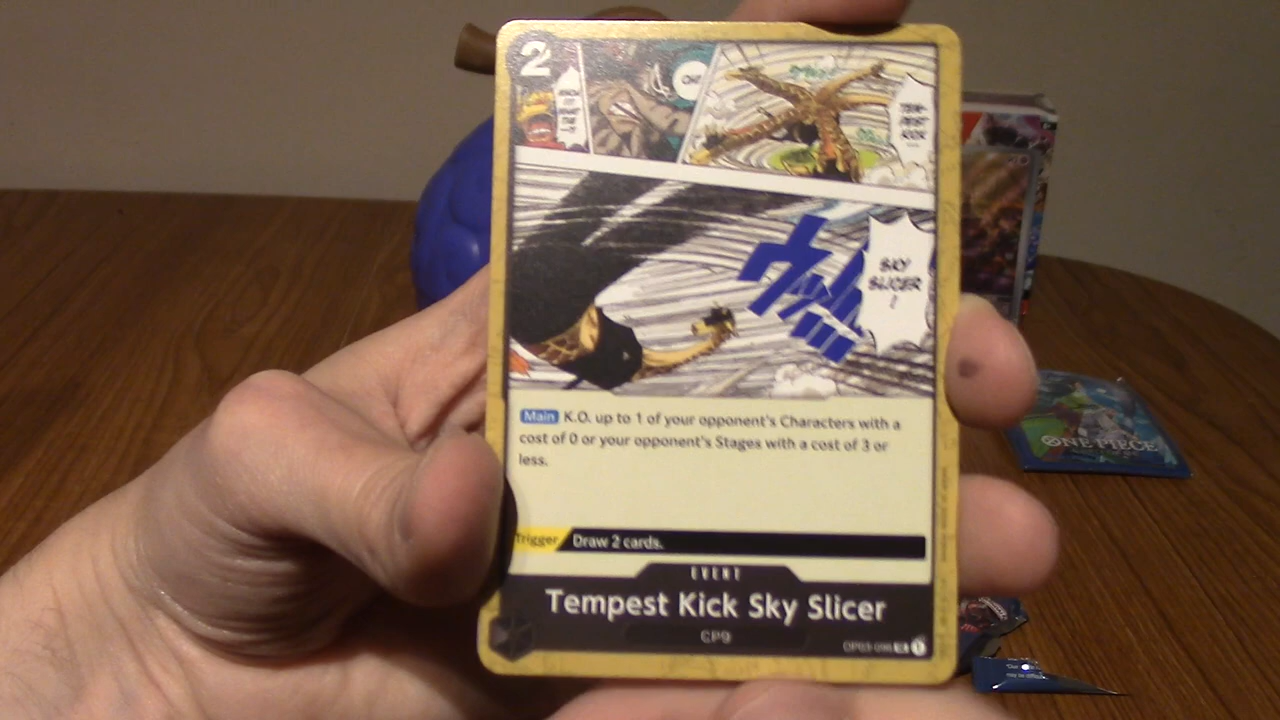 2
TEM-
PEST
KICK
...
SKY
SLICER
!
Main K.O. up to 1 of your opponent's Characters with a
cost of 0 or your opponent's Stages with a cost of 3 or
less.
Trigger Draw 2 cards.
EVENT
Tempest Kick Sky Slicer
CP9
OP03-096
ONE PIECE